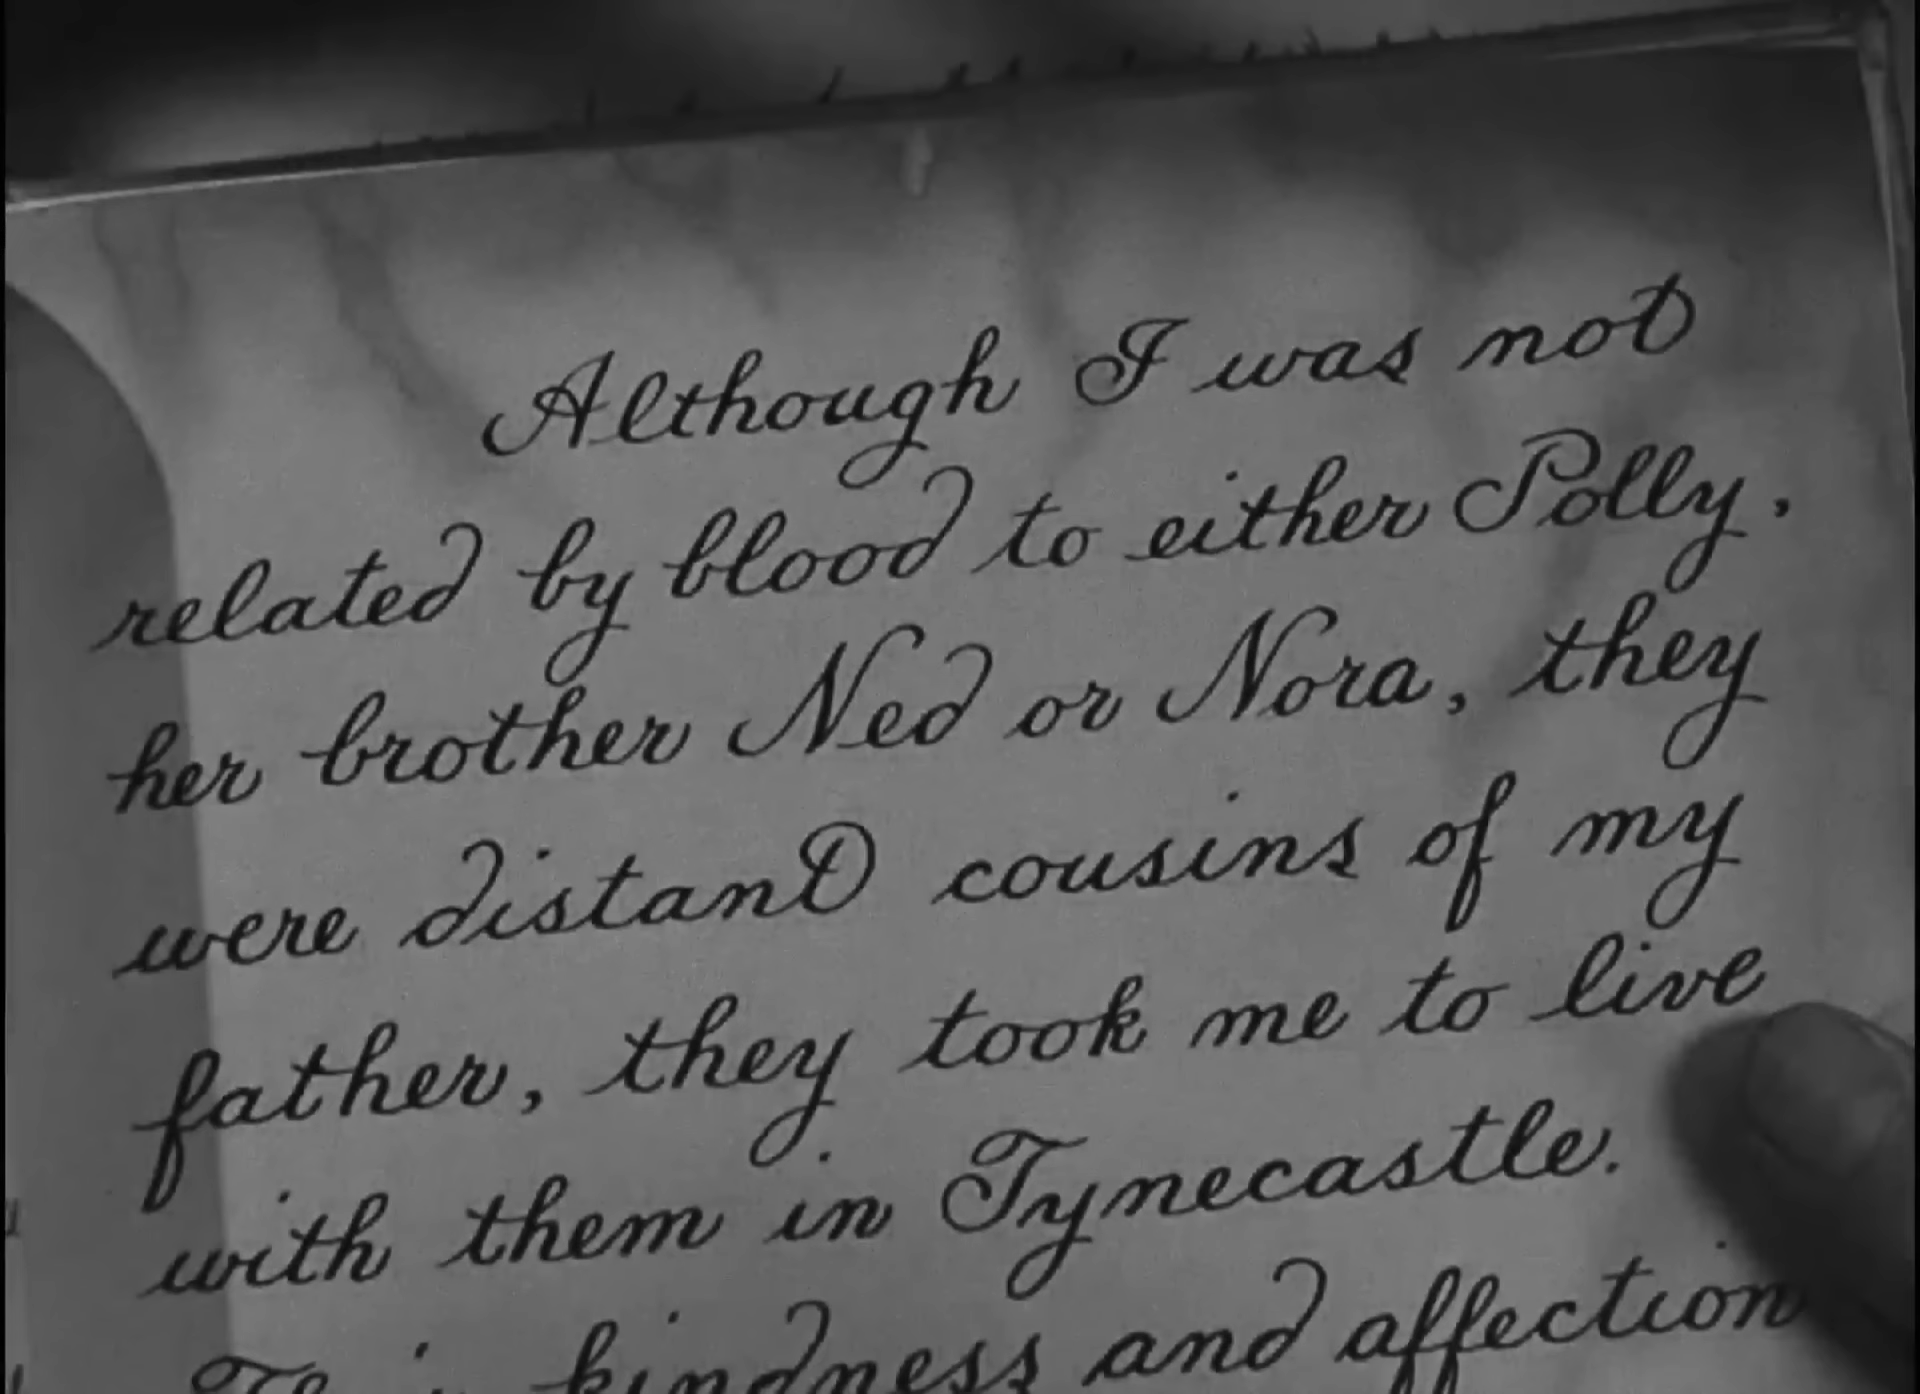 Although I was not
related by blood to either Polly,
her brother Ned or Nora, they
were distant cousins of my
father, they took me to live
with them in Tynecastle.
kindness and affection